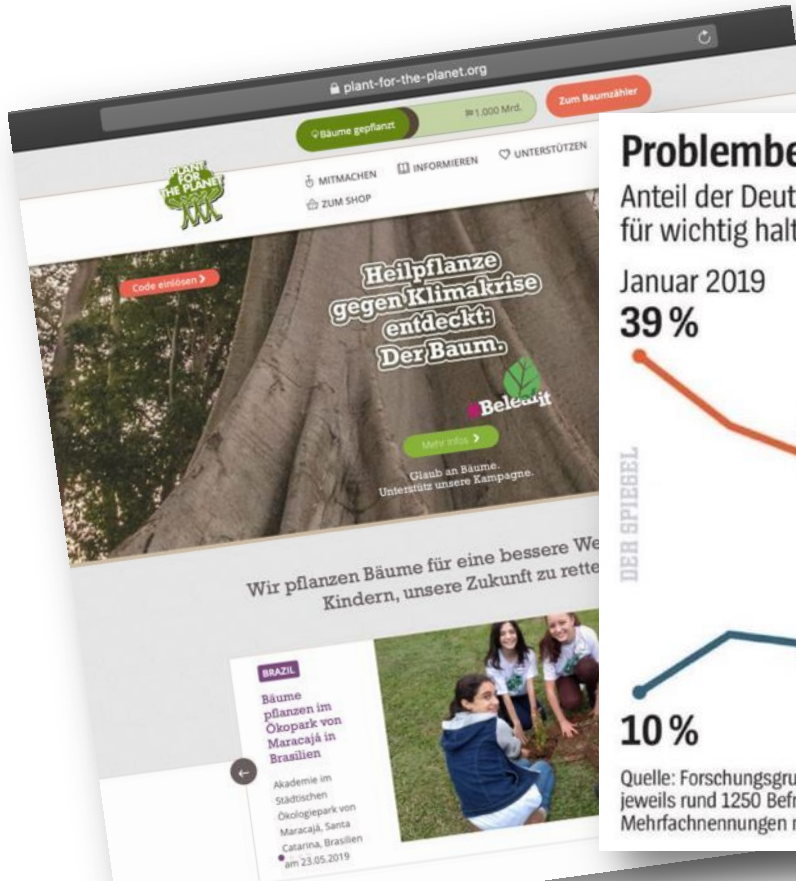 plant-for-the-planet.org
Bäume gepflanzt
1.000 Mrd.
Zum Baumzähler
PLANT
FOR
THE PLANET
MITMACHEN
INFORMIEREN
UNTERSTÜTZEN
ZUM SHOP
Code einlösen
Heilpflanze
gegen Klimakrise
entdeckt:
Der Baum.
Mehr Infos
Glaub an Bäume.
Unterstütz unsere Kampagne.
Wir pflanzen Bäume für eine bessere We
Kindern, unsere Zukunft zu rette
BRAZIL
Bäume
pflanzen im
Ökopark von
Maracajá in
Brasilien
Akademie im
Städtischen
Ökologiepark von
Maracajá, Santa
Catarina, Brasilien
am 23.05.2019
Problembe
Anteil der Deut
für wichtig halt
Januar 2019
39 %
DER SPIEGEL
10 %
Quelle: Forschungsgru
jeweils rund 1250 Befr
Mehrfachnennungen